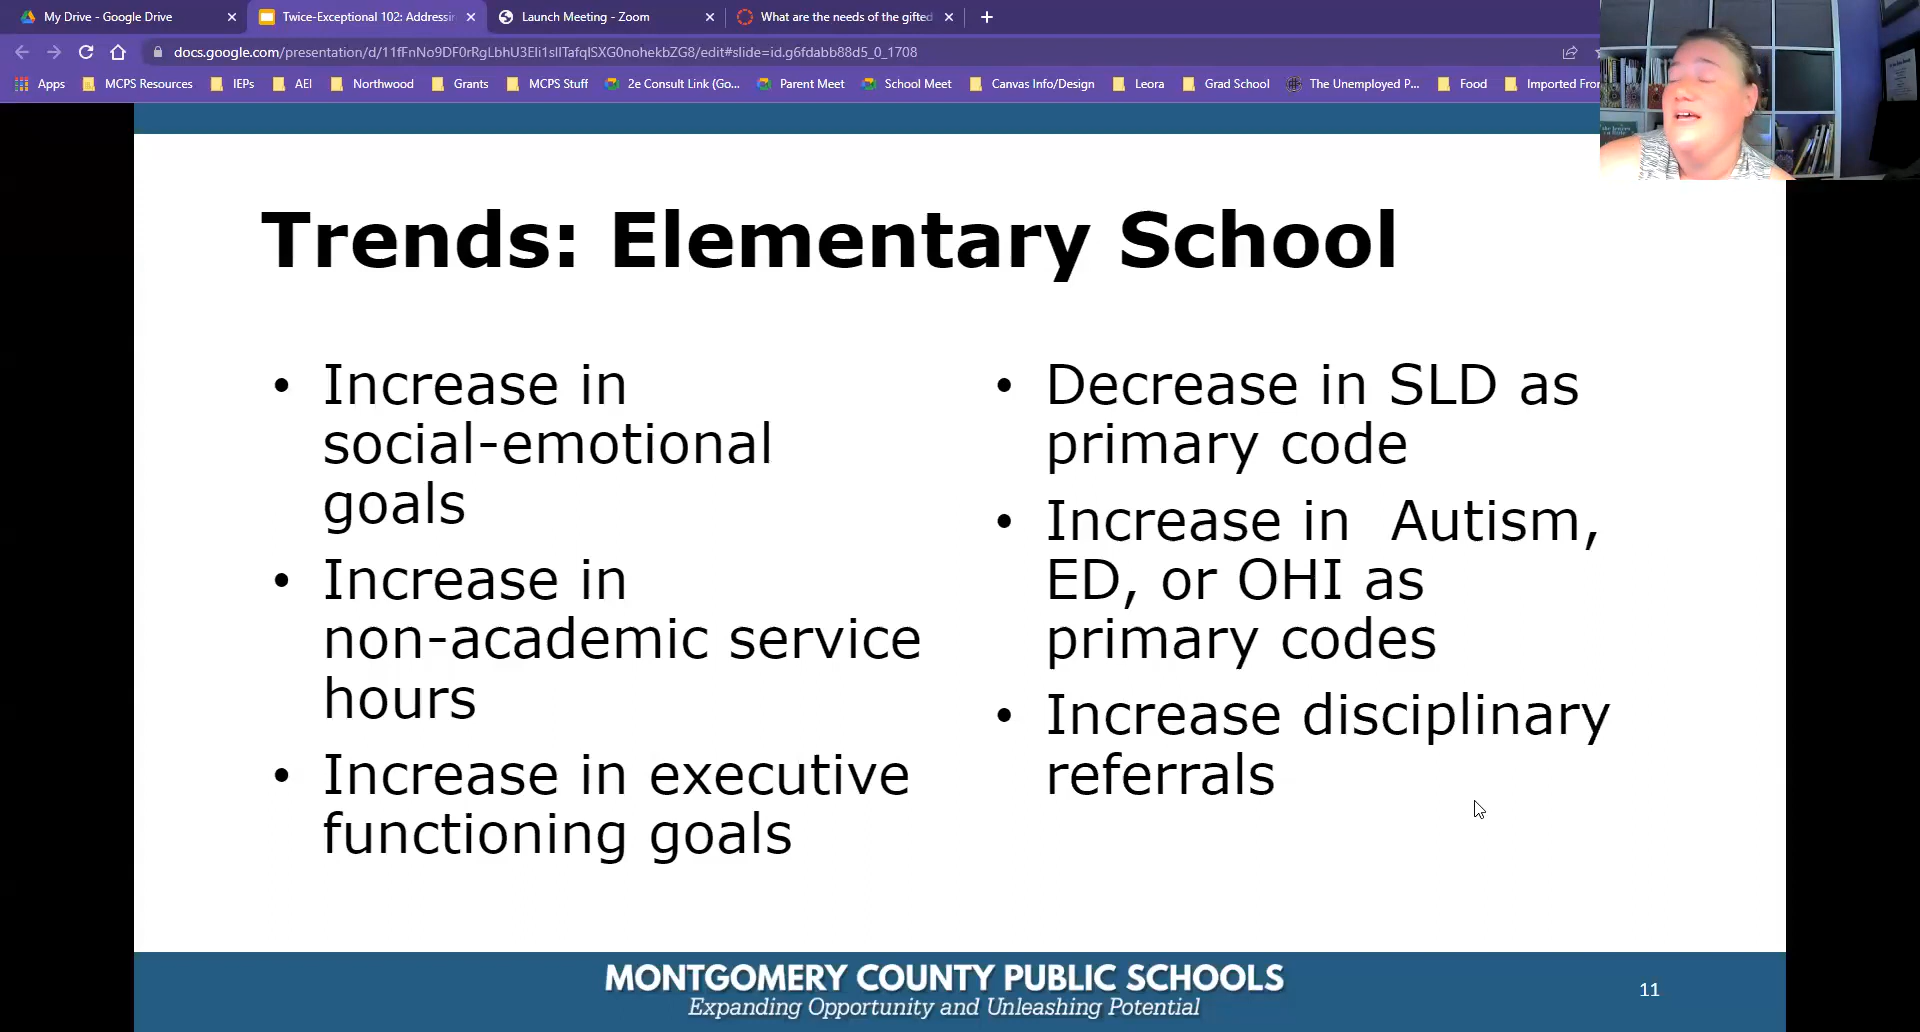 My Drive - Google Drive
Twice-Exceptional 102: Addressin
Launch Meeting - Zoom
What are the needs of the gifted
docs.google.com/presentation/d/11fFnNo9DF0rRgLbhU3Eli1sllTafqISXG0nohekbZG8/edit#slide=id.g6fdabb88d5_0_1708
Apps
MCPS Resources
IEPs
AEI
Northwood
Grants
MCPS Stuff
2e Consult Link (Go...
Parent Meet
School Meet
Canvas Info/Design
Leora
Grad School
The Unemployed P...
Food
Imported Fro
Trends: Elementary School
• Increase in
social-emotional
goals
• Increase in
non-academic service
hours
• Increase in executive
functioning goals
• Decrease in SLD as
primary code
• Increase in  Autism,
ED, or OHI as
primary codes
• Increase disciplinary
referrals
MONTGOMERY COUNTY PUBLIC SCHOOLS
Expanding Opportunity and Unleashing Potential
11